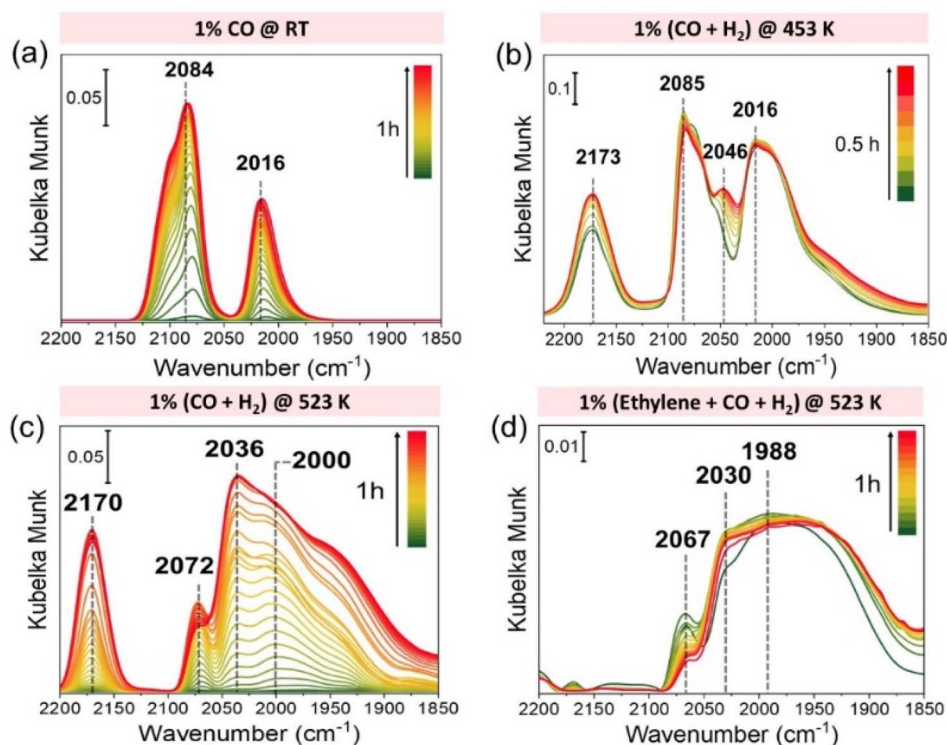 1% CO @ RT
1% (CO + H₂) @ 453 K
(a)
0.05
2084
2016
1h
Kubelka Munk
2200 2150 2100 2050 2000 1950 1900 1850
Wavenumber (cm⁻¹)
(b)
0.1
2173
2085
2046
2016
0.5 h
Kubelka Munk
2200 2150 2100 2050 2000 1950 1900 1850
Wavenumber (cm⁻¹)
1% (CO + H₂) @ 523 K
1% (Ethylene + CO + H₂) @ 523 K
(c)
0.05
2170
2072
2036
2000
1h
Kubelka Munk
2200 2150 2100 2050 2000 1950 1900 1850
Wavenumber (cm⁻¹)
(d)
0.01
2067
2030
1988
1h
Kubelka Munk
2200 2150 2100 2050 2000 1950 1900 1850
Wavenumber (cm⁻¹)